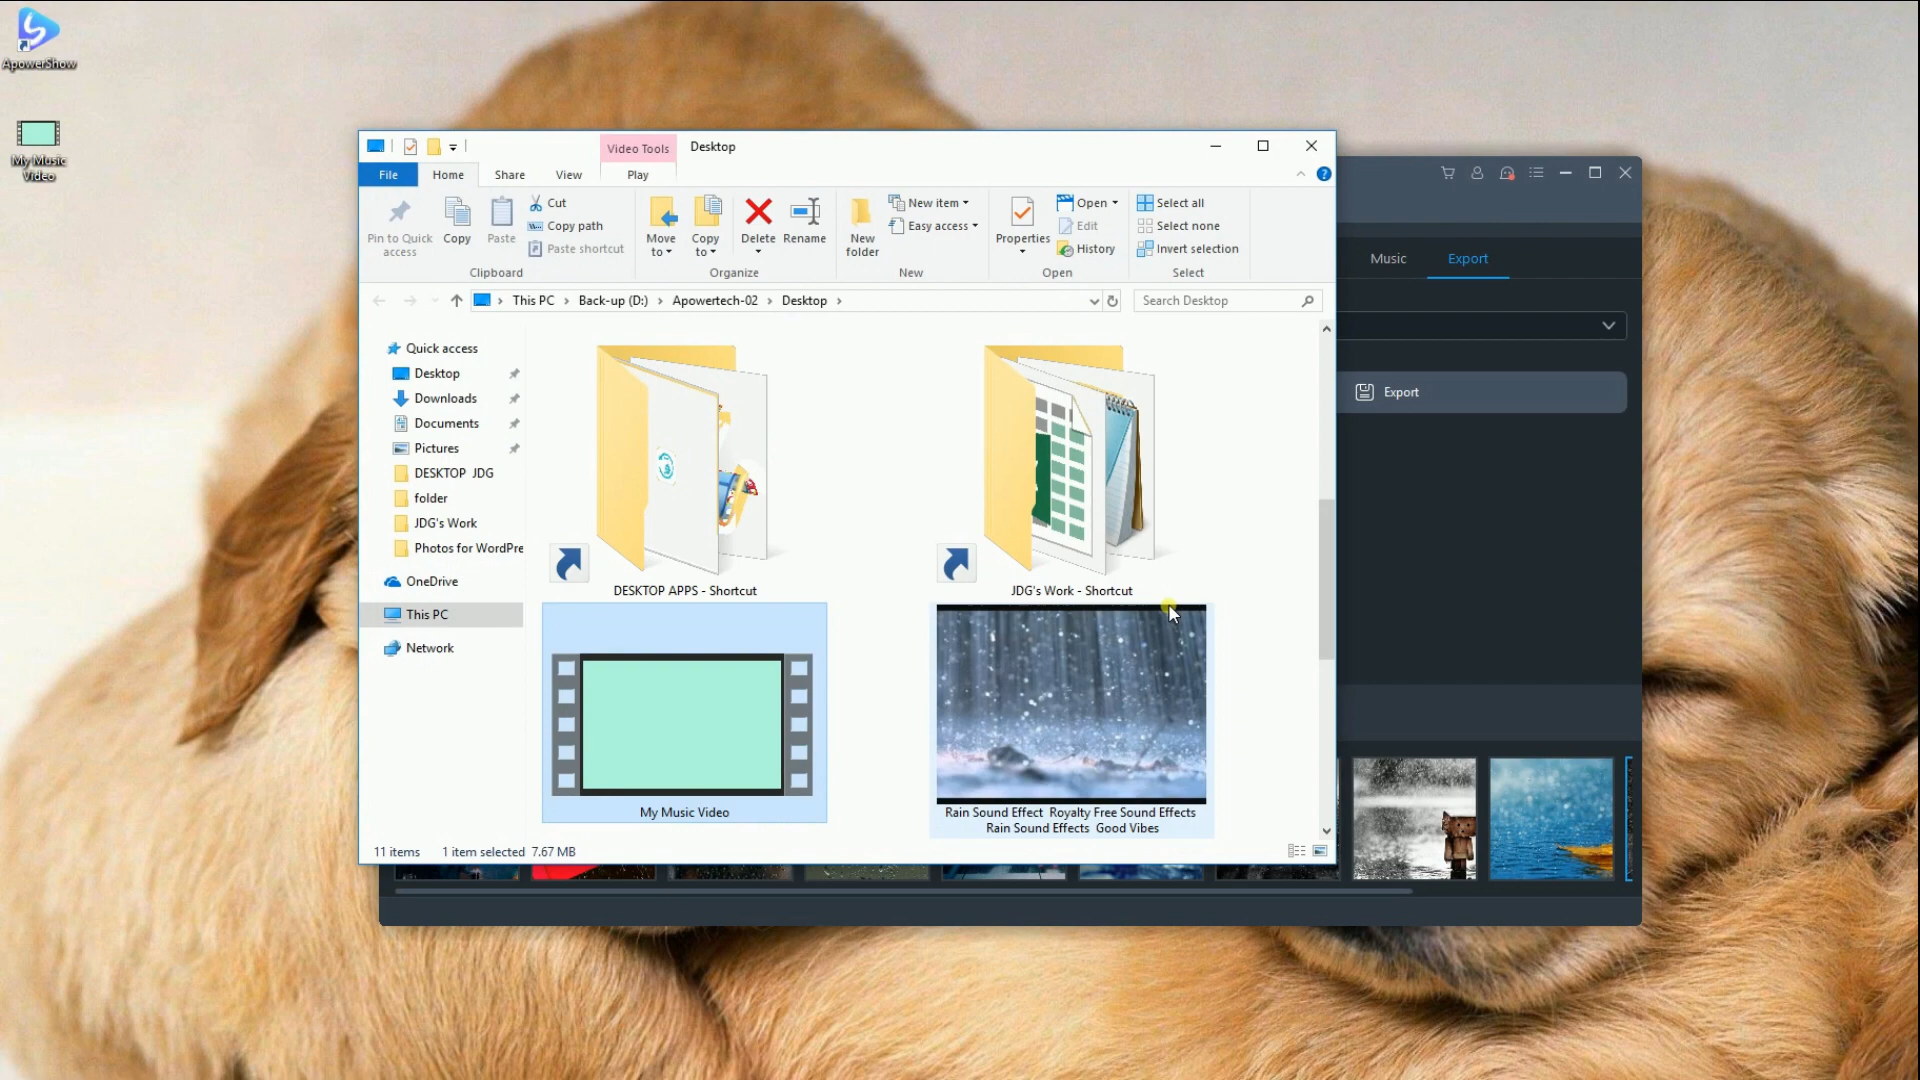 ApowerShow
My Music
Video
Video Tools
Desktop
File
Home
Share
View
Play
Pin to Quick
access
Copy
Paste
Cut
Copy path
Paste shortcut
Clipboard
Move
to
Copy
to
Delete
Rename
Organize
New
folder
New item
Easy access
New
Properties
Open
Edit
History
Open
Select all
Select none
Invert selection
Select
This PC
Back-up (D:)
Apowertech-02
Desktop
Search Desktop
Quick access
Desktop
Downloads
Documents
Pictures
DESKTOP JDG
folder
JDG's Work
Photos for WordPre
OneDrive
This PC
Network
DESKTOP APPS - Shortcut
JDG's Work - Shortcut
My Music Video
Rain Sound Effect Royalty Free Sound Effects
Rain Sound Effects Good Vibes
11 items
1 item selected 7.67 MB
Music
Export
Export